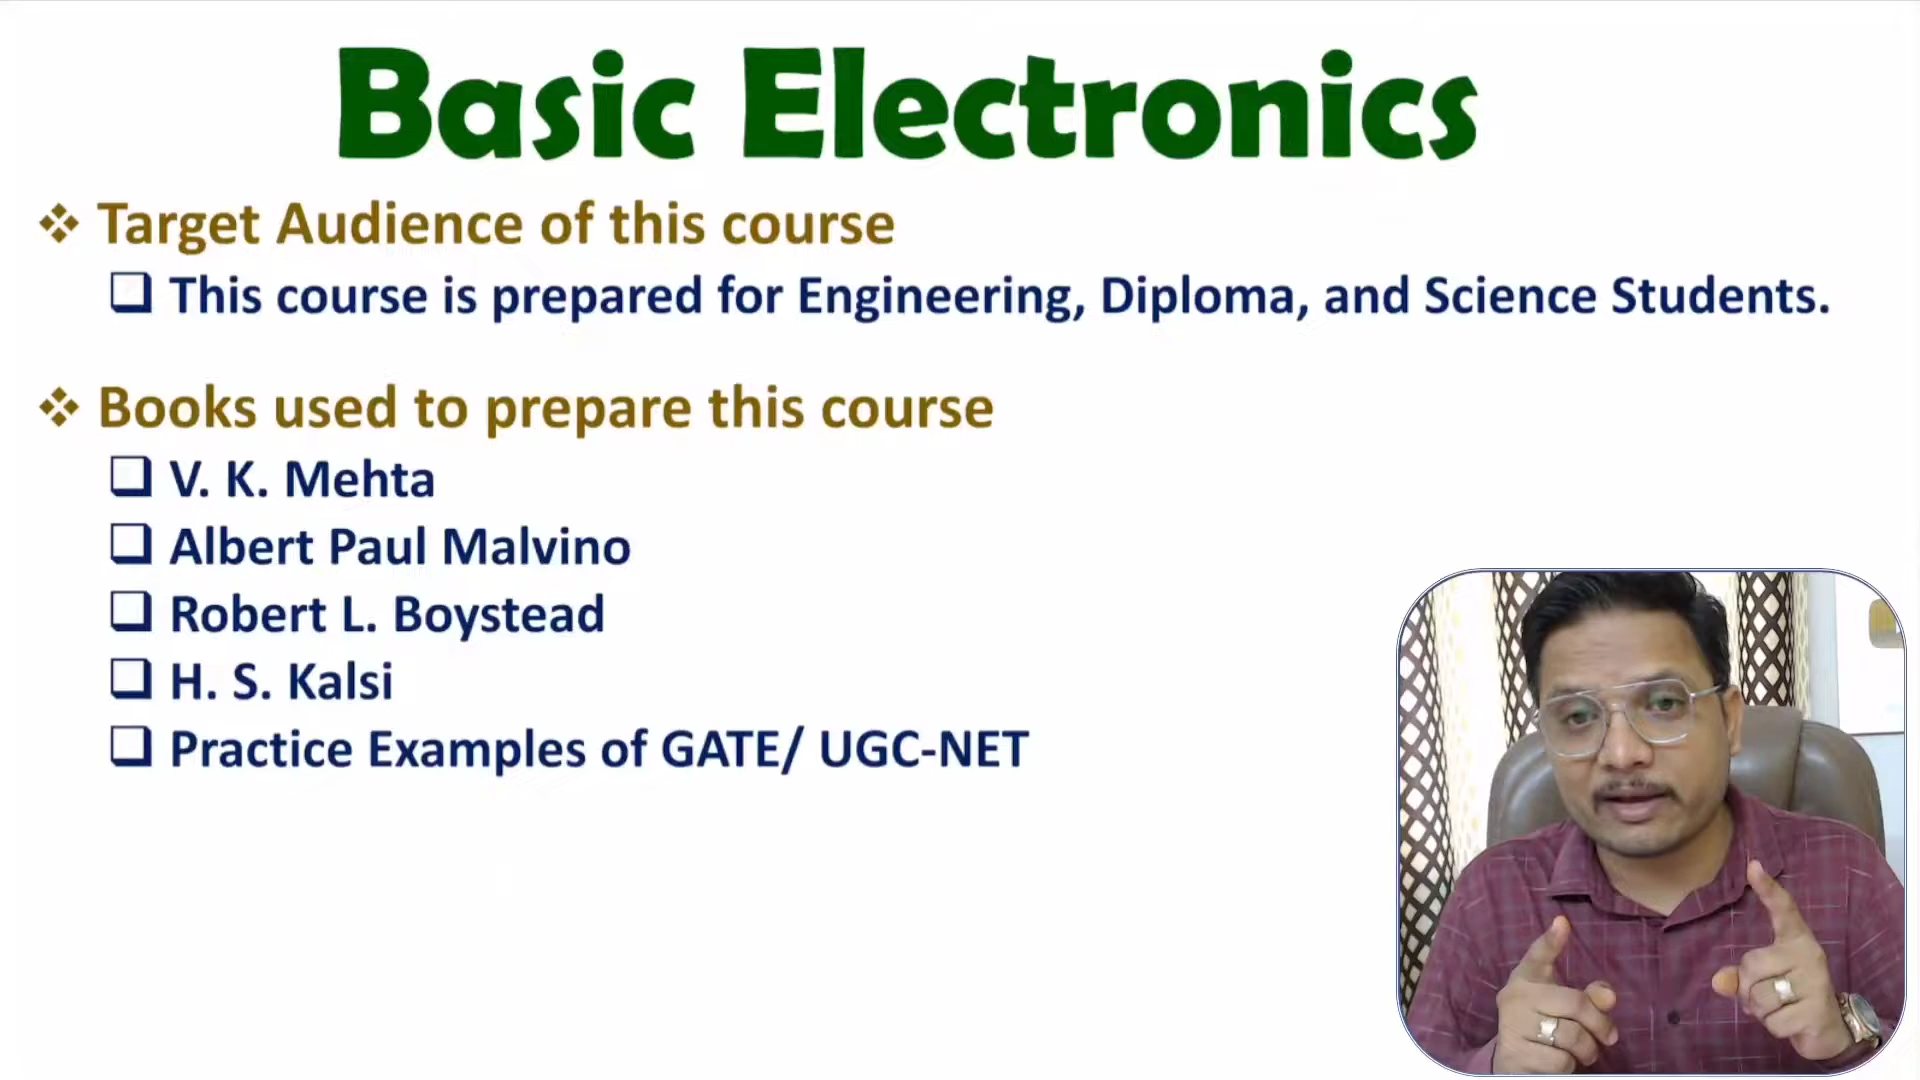 Basic Electronics
Target Audience of this course
This course is prepared for Engineering, Diploma, and Science Students.
Books used to prepare this course
V. K. Mehta
Albert Paul Malvino
Robert L. Boystead
H. S. Kalsi
Practice Examples of GATE/ UGC-NET